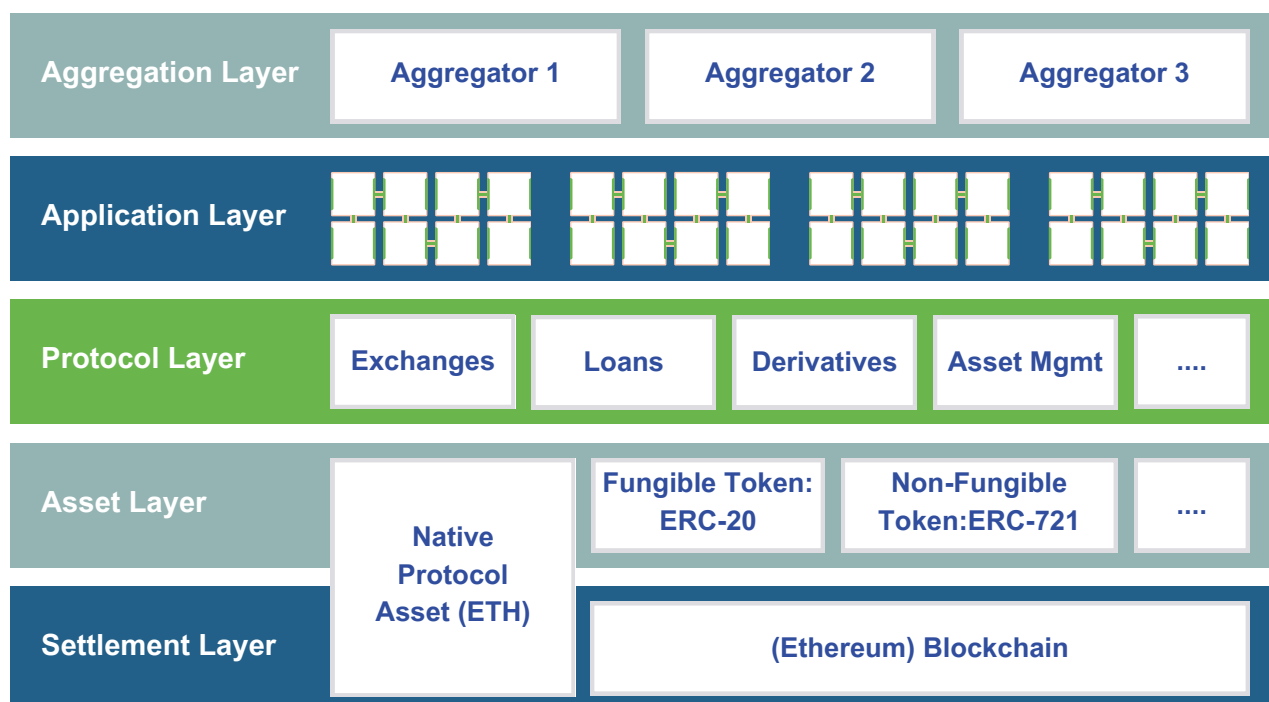 Aggregation Layer
Aggregator 1
Aggregator 2
Aggregator 3
Application Layer
Protocol Layer
Exchanges
Loans
Derivatives
Asset Mgmt
....
Asset Layer
Native
Protocol
Asset (ETH)
Fungible Token:
ERC-20
Non-Fungible
Token:ERC-721
....
Settlement Layer
(Ethereum) Blockchain